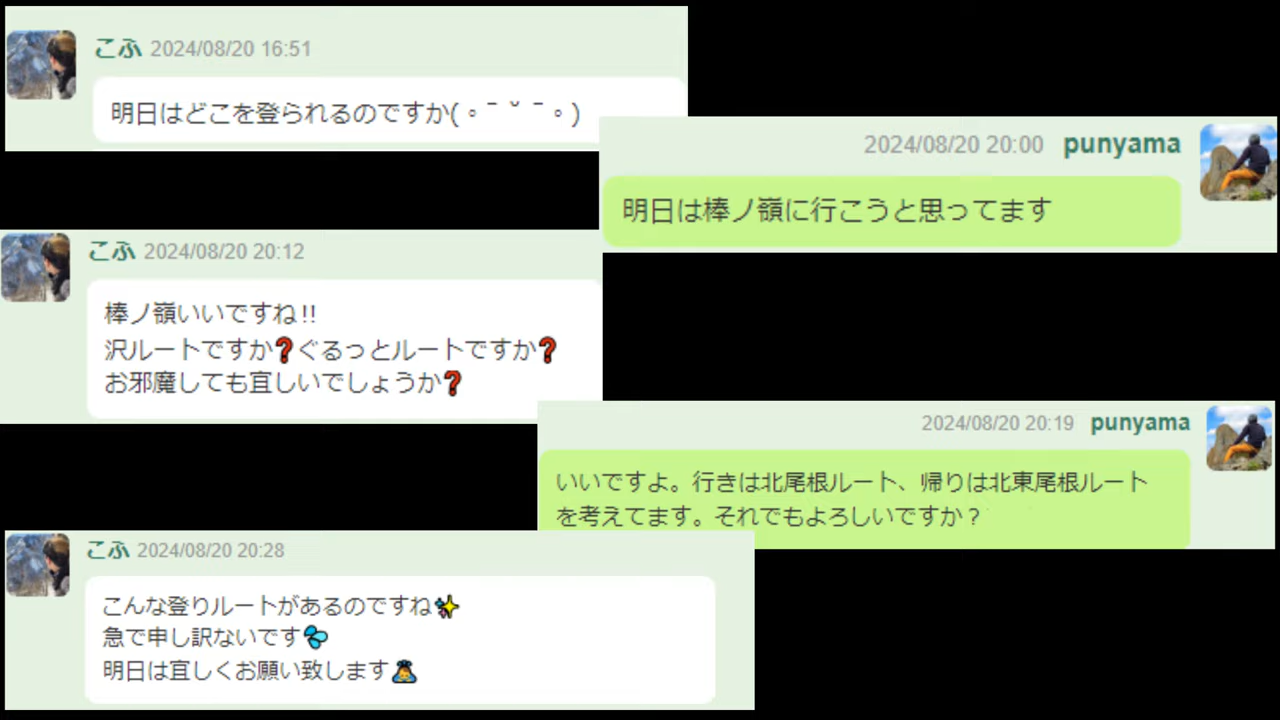 こふ 2024/08/20 16:51
明日はどこを登られるのですか(｡¯ ˘ ¯｡)
2024/08/20 20:00 punyama
明日は棒ノ嶺に行こうと思ってます
こふ 2024/08/20 20:12
棒ノ嶺いいですね‼
沢ルートですか❓ぐるっとルートですか❓
お邪魔しても宜しいでしょうか❓
2024/08/20 20:19 punyama
いいですよ。行きは北尾根ルート、帰りは北東尾根ルート
を考えてます。それでもよろしいですか？
こふ 2024/08/20 20:28
こんな登りルートがあるのですね✨
急で申し訳ないです💦
明日は宜しくお願い致します🙇